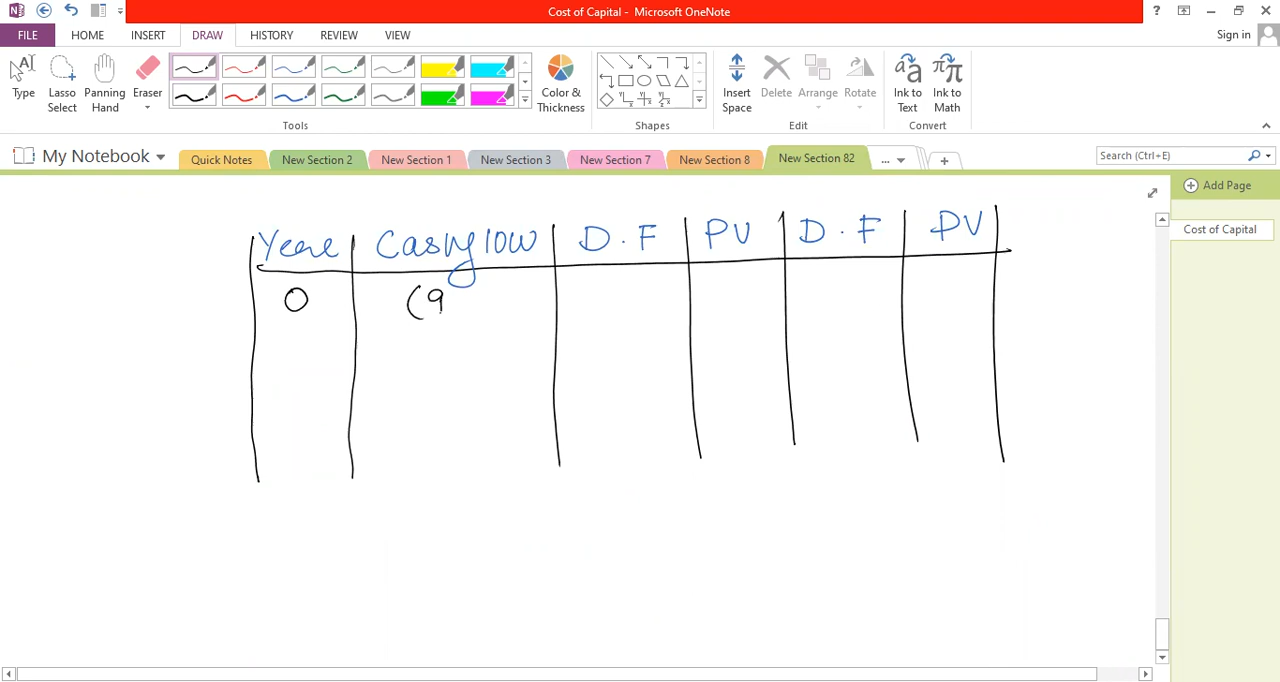 Cost of Capital - Microsoft OneNote
?
FILE HOME INSERT DRAW HISTORY REVIEW VIEW
Sign in
Type
Lasso Select
Panning Hand
Eraser
Color & Thickness
Insert Space
Delete
Arrange
Rotate
Ink to Text
Ink to Math
Tools Shapes Edit Convert
My Notebook
Quick Notes New Section 2 New Section 1 New Section 3 New Section 7 New Section 8 New Section 82 ...
Search (Ctrl+E)
Add Page
Cost of Capital
Year Cashflow D.F PV D.F PV
0 (9